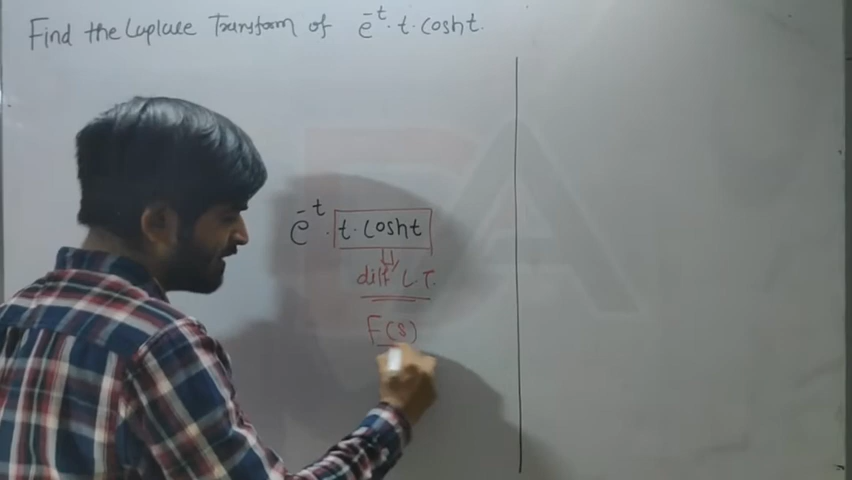 Find the Laplace Transform of e^-t · t · cosht.
e^-t · t · cosht
diff L.T.
F(s)